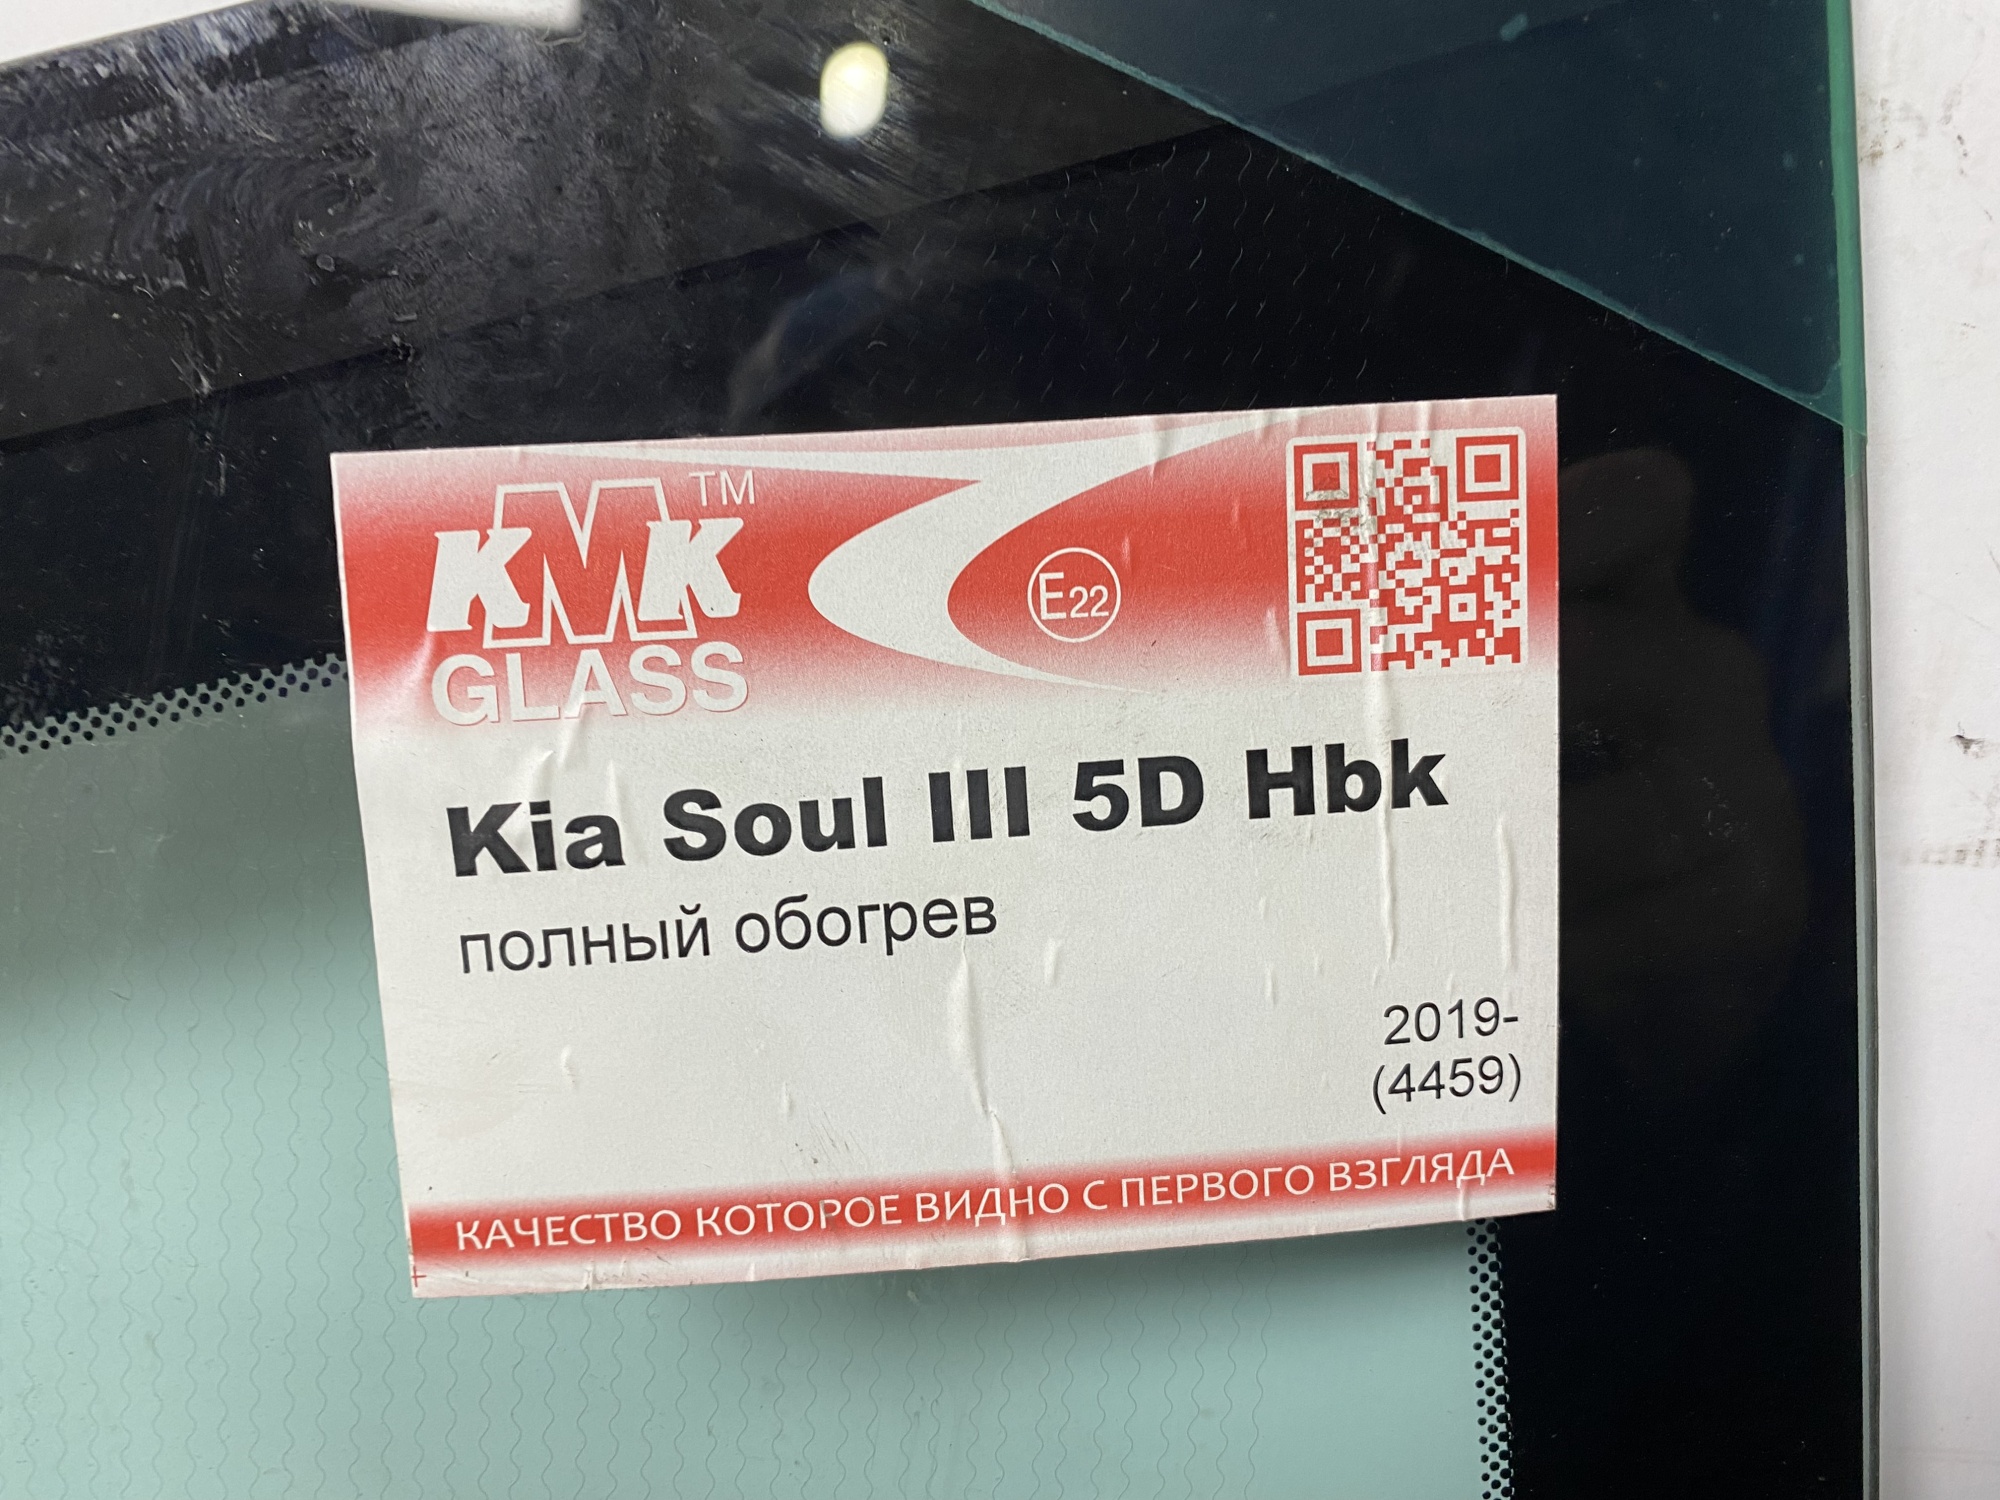 KMK™
GLASS
E22
Kia Soul III 5D Hbk
полный обогрев
2019-
(4459)
КАЧЕСТВО КОТОРОЕ ВИДНО С ПЕРВОГО ВЗГЛЯДА